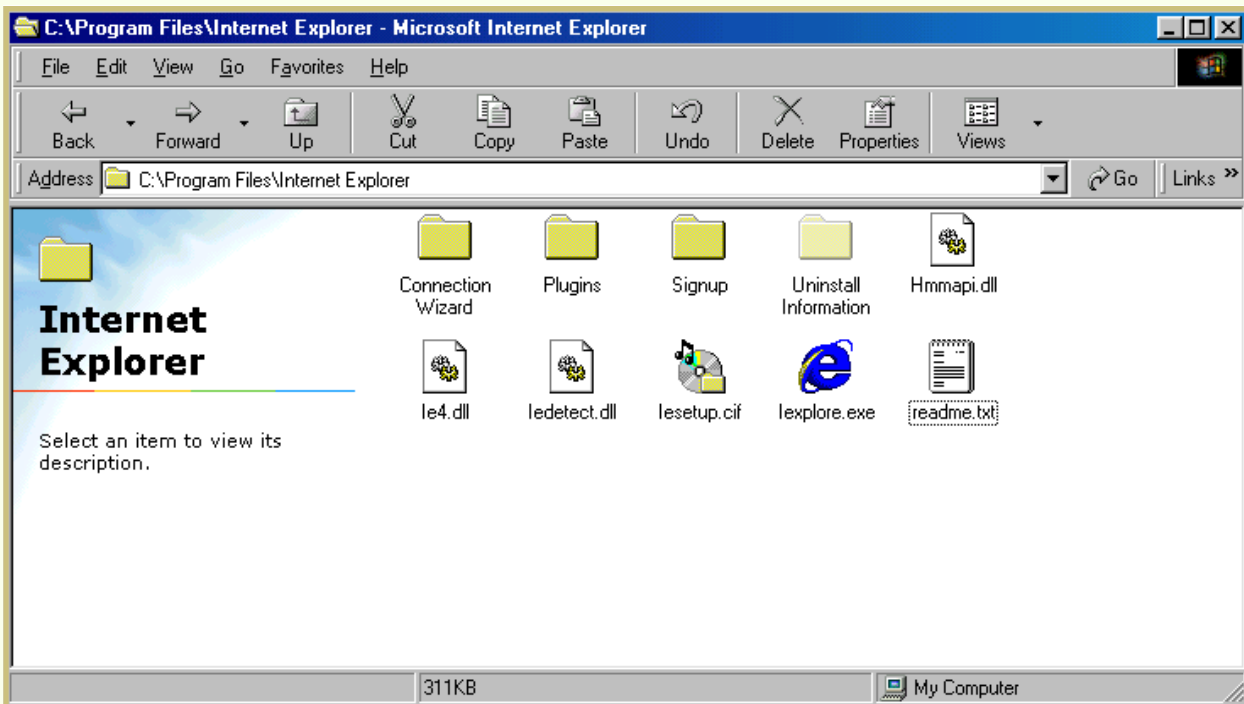 C:\Program Files\Internet Explorer - Microsoft Internet Explorer
File Edit View Go Favorites Help
Back Forward Up Cut Copy Paste Undo Delete Properties Views
Address C:\Program Files\Internet Explorer Go Links »
Internet
Explorer
Select an item to view its
description.
Connection
Wizard
Plugins
Signup
Uninstall
Information
Hmmapi.dll
Ie4.dll
Iedetect.dll
Iesetup.cif
Iexplore.exe
readme.txt
311KB
My Computer